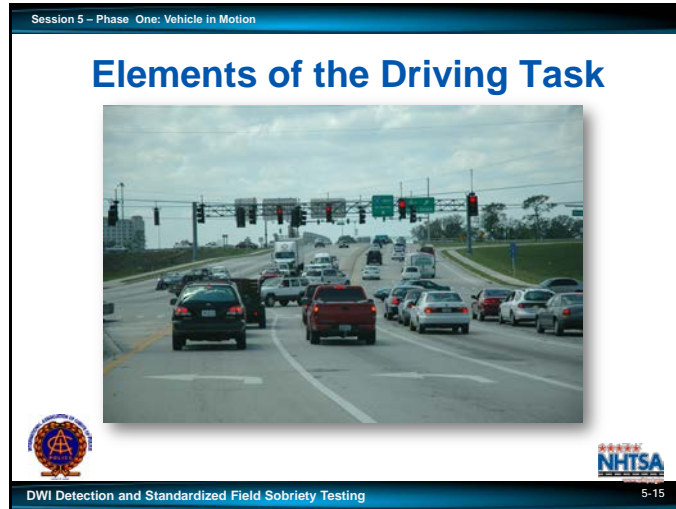 Session 5 – Phase  One: Vehicle in Motion
Elements of the Driving Task
POLICE
NHTSA
DWI Detection and Standardized Field Sobriety Testing
5-15